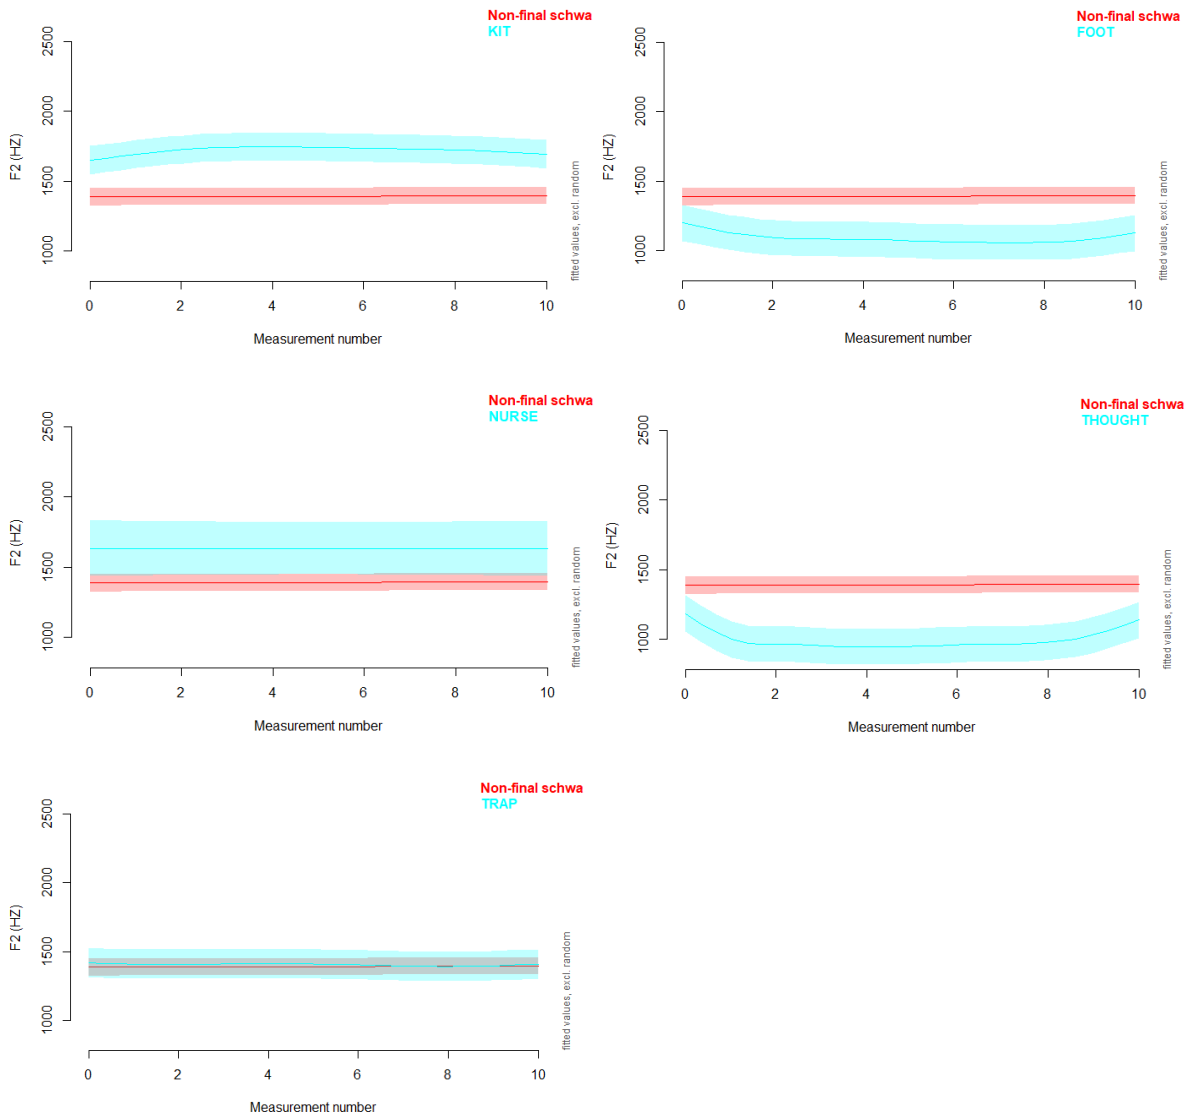 Non-final schwa
KIT
2500
2000
1500
1000
F2 (HZ)
0 2 4 6 8 10
Measurement number
fitted values, excl. random
Non-final schwa
FOOT
2500
2000
1500
1000
F2 (HZ)
0 2 4 6 8 10
Measurement number
fitted values, excl. random
Non-final schwa
NURSE
2500
2000
1500
1000
F2 (HZ)
0 2 4 6 8 10
Measurement number
fitted values, excl. random
Non-final schwa
THOUGHT
2500
2000
1500
1000
F2 (HZ)
0 2 4 6 8 10
Measurement number
fitted values, excl. random
Non-final schwa
TRAP
2500
2000
1500
1000
F2 (HZ)
0 2 4 6 8 10
Measurement number
fitted values, excl. random